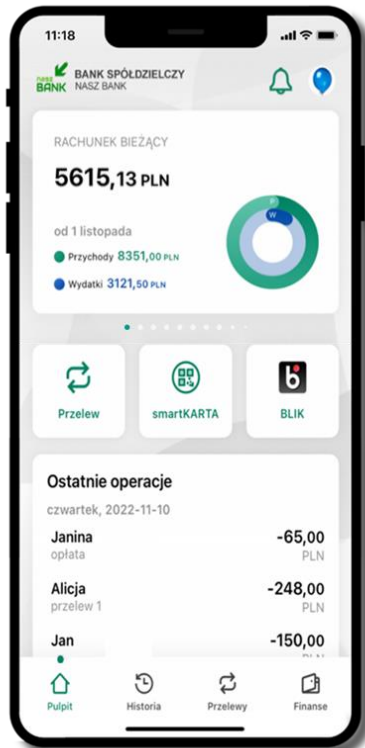 11:18
nasz BANK
BANK SPÓŁDZIELCZY
NASZ BANK
RACHUNEK BIEŻĄCY
5615,13 PLN
od 1 listopada
Przychody 8351,00 PLN
Wydatki 3121,50 PLN
P
W
Przelew
smartKARTA
BLIK
Ostatnie operacje
czwartek, 2022-11-10
Janina -65,00
opłata PLN
Alicja -248,00
przelew 1 PLN
Jan -150,00
Pulpit Historia Przelewy Finanse